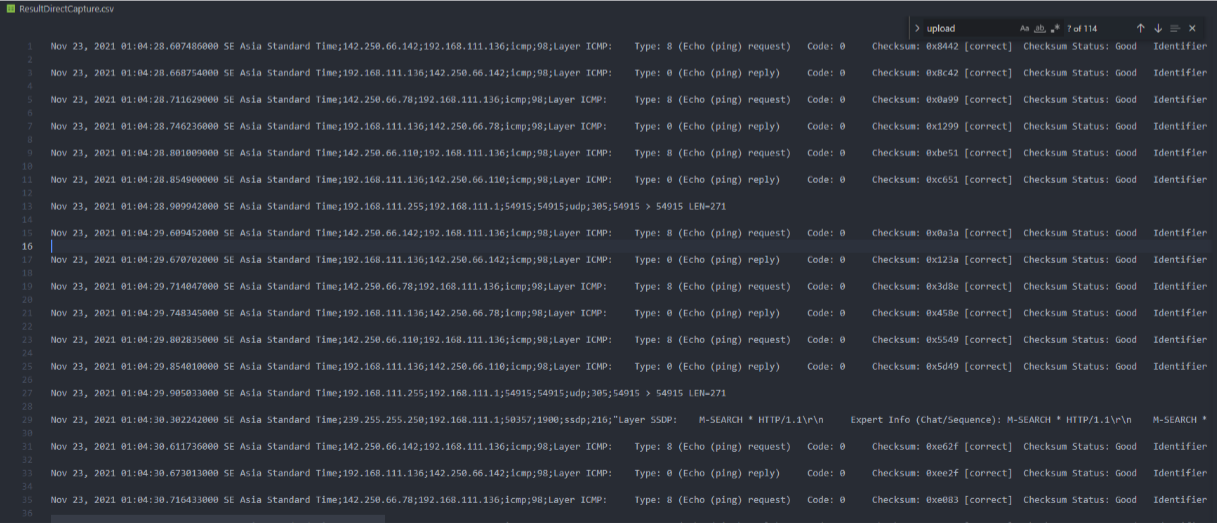 ResultDirectCapture.csv
upload Aa ab .* ? of 114
1 Nov 23, 2021 01:04:28.607486000 SE Asia Standard Time;142.250.66.142;192.168.111.136;icmp;98;Layer ICMP: Type: 8 (Echo (ping) request) Code: 0 Checksum: 0x8442 [correct] Checksum Status: Good Identifier
2
3 Nov 23, 2021 01:04:28.668754000 SE Asia Standard Time;192.168.111.136;142.250.66.142;icmp;98;Layer ICMP: Type: 0 (Echo (ping) reply) Code: 0 Checksum: 0x8c42 [correct] Checksum Status: Good Identifier
4
5 Nov 23, 2021 01:04:28.711629000 SE Asia Standard Time;142.250.66.78;192.168.111.136;icmp;98;Layer ICMP: Type: 8 (Echo (ping) request) Code: 0 Checksum: 0x0a99 [correct] Checksum Status: Good Identifier
6
7 Nov 23, 2021 01:04:28.746236000 SE Asia Standard Time;192.168.111.136;142.250.66.78;icmp;98;Layer ICMP: Type: 0 (Echo (ping) reply) Code: 0 Checksum: 0x1299 [correct] Checksum Status: Good Identifier
8
9 Nov 23, 2021 01:04:28.801009000 SE Asia Standard Time;142.250.66.110;192.168.111.136;icmp;98;Layer ICMP: Type: 8 (Echo (ping) request) Code: 0 Checksum: 0xbe51 [correct] Checksum Status: Good Identifier
10
11 Nov 23, 2021 01:04:28.854900000 SE Asia Standard Time;192.168.111.136;142.250.66.110;icmp;98;Layer ICMP: Type: 0 (Echo (ping) reply) Code: 0 Checksum: 0xc651 [correct] Checksum Status: Good Identifier
12
13 Nov 23, 2021 01:04:28.909942000 SE Asia Standard Time;192.168.111.255;192.168.111.1;54915;54915;udp;305;54915 > 54915 LEN=271
14
15 Nov 23, 2021 01:04:29.609452000 SE Asia Standard Time;142.250.66.142;192.168.111.136;icmp;98;Layer ICMP: Type: 8 (Echo (ping) request) Code: 0 Checksum: 0x0a3a [correct] Checksum Status: Good Identifier
16
17 Nov 23, 2021 01:04:29.670702000 SE Asia Standard Time;192.168.111.136;142.250.66.142;icmp;98;Layer ICMP: Type: 0 (Echo (ping) reply) Code: 0 Checksum: 0x123a [correct] Checksum Status: Good Identifier
18
19 Nov 23, 2021 01:04:29.714047000 SE Asia Standard Time;142.250.66.78;192.168.111.136;icmp;98;Layer ICMP: Type: 8 (Echo (ping) request) Code: 0 Checksum: 0x3d8e [correct] Checksum Status: Good Identifier
20
21 Nov 23, 2021 01:04:29.748345000 SE Asia Standard Time;192.168.111.136;142.250.66.78;icmp;98;Layer ICMP: Type: 0 (Echo (ping) reply) Code: 0 Checksum: 0x458e [correct] Checksum Status: Good Identifier
22
23 Nov 23, 2021 01:04:29.802835000 SE Asia Standard Time;142.250.66.110;192.168.111.136;icmp;98;Layer ICMP: Type: 8 (Echo (ping) request) Code: 0 Checksum: 0x5549 [correct] Checksum Status: Good Identifier
24
25 Nov 23, 2021 01:04:29.854010000 SE Asia Standard Time;192.168.111.136;142.250.66.110;icmp;98;Layer ICMP: Type: 0 (Echo (ping) reply) Code: 0 Checksum: 0x5d49 [correct] Checksum Status: Good Identifier
26
27 Nov 23, 2021 01:04:29.905033000 SE Asia Standard Time;192.168.111.255;192.168.111.1;54915;54915;udp;305;54915 > 54915 LEN=271
28
29 Nov 23, 2021 01:04:30.302242000 SE Asia Standard Time;239.255.255.250;192.168.111.1;50357;1900;ssdp;216;"Layer SSDP: M-SEARCH * HTTP/1.1\r\n Expert Info (Chat/Sequence): M-SEARCH * HTTP/1.1\r\n M-SEARCH *
30
31 Nov 23, 2021 01:04:30.611736000 SE Asia Standard Time;142.250.66.142;192.168.111.136;icmp;98;Layer ICMP: Type: 8 (Echo (ping) request) Code: 0 Checksum: 0xe62f [correct] Checksum Status: Good Identifier
32
33 Nov 23, 2021 01:04:30.673013000 SE Asia Standard Time;192.168.111.136;142.250.66.142;icmp;98;Layer ICMP: Type: 0 (Echo (ping) reply) Code: 0 Checksum: 0xee2f [correct] Checksum Status: Good Identifier
34
35 Nov 23, 2021 01:04:30.716433000 SE Asia Standard Time;142.250.66.78;192.168.111.136;icmp;98;Layer ICMP: Type: 8 (Echo (ping) request) Code: 0 Checksum: 0xe083 [correct] Checksum Status: Good Identifier
36